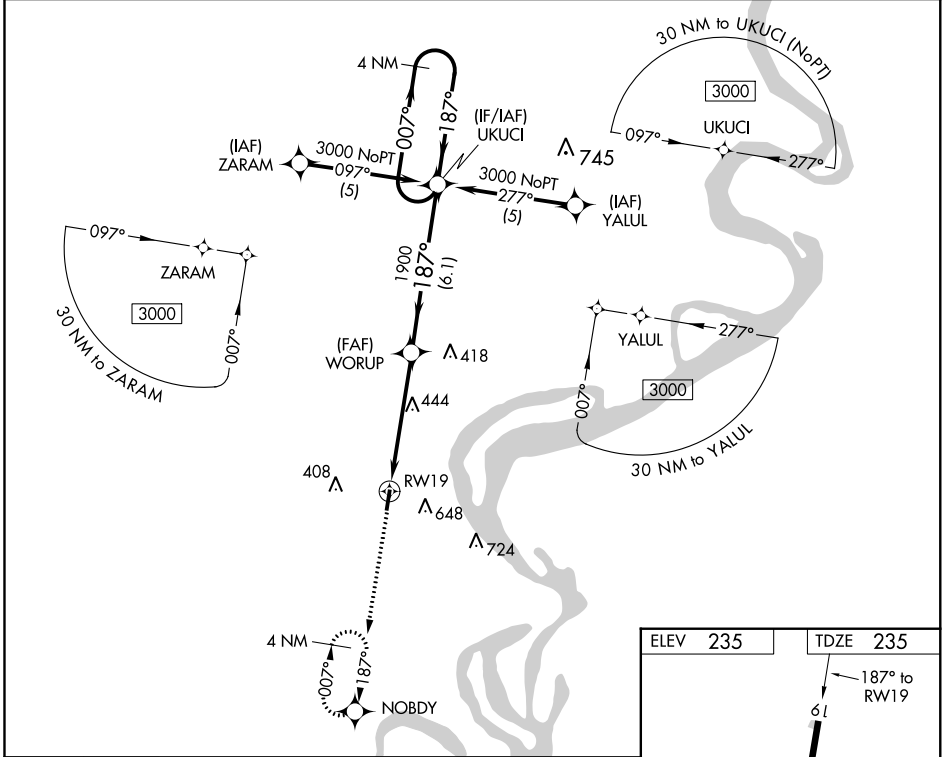 30 NM to UKUCI (NoPT)
3000
097°
UKUCI
277°
4 NM
007°
187°
(IF/IAF)
UKUCI
(IAF)
ZARAM
3000 NoPT
097°
(5)
3000 NoPT
277°
(5)
745
(IAF)
YALUL
097°
ZARAM
3000
007°
30 NM to ZARAM
1900
187°
(6.1)
(FAF)
WORUP
418
444
YALUL
277°
3000
007°
30 NM to YALUL
408
RW19
648
724
4 NM
007°
187°
NOBDY
ELEV 235
TDZE 235
187° to
RW19
19